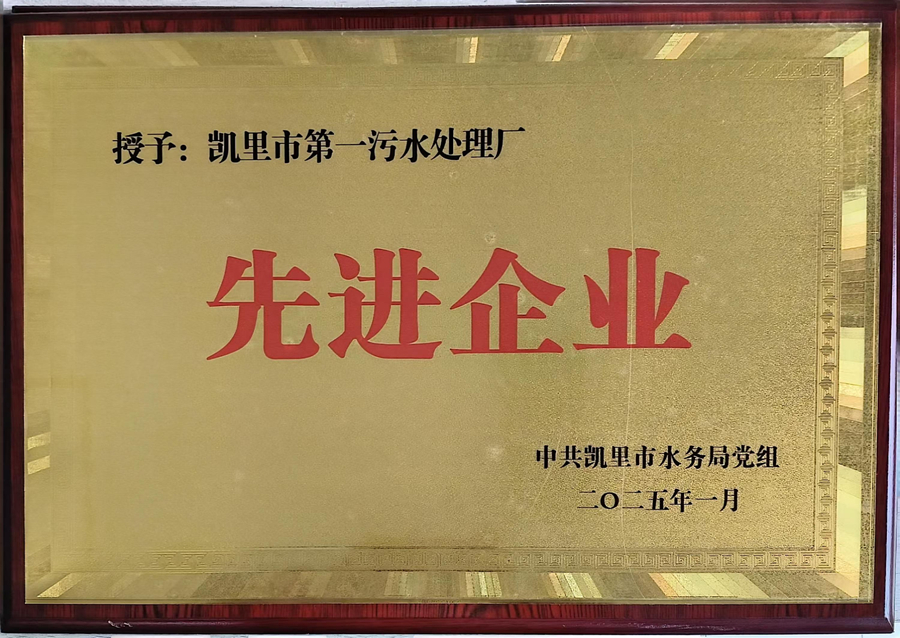 授予：凯里市第一污水处理厂
先进企业
中共凯里市水务局党组
二〇二五年一月